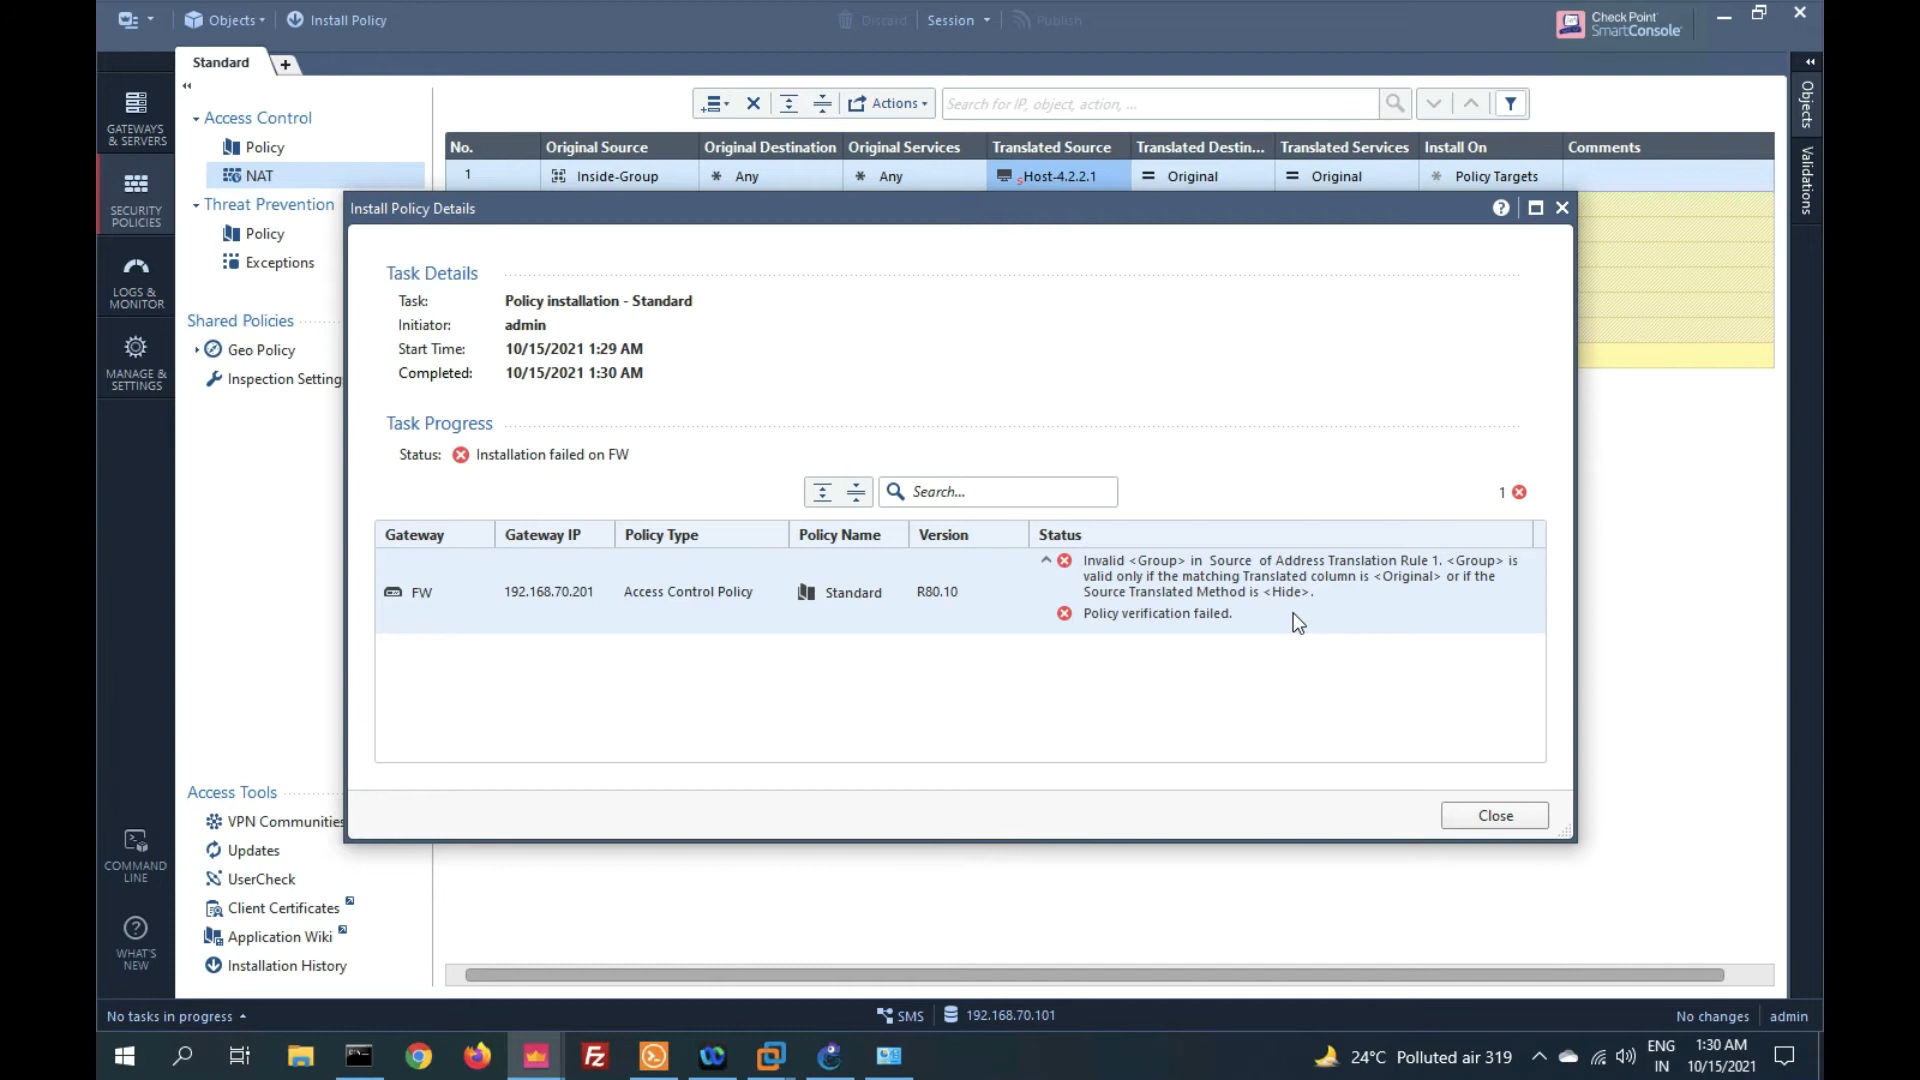 Objects
Install Policy
Discard
Session
Publish
Check Point
SmartConsole
Standard
+
GATEWAYS
& SERVERS
SECURITY
POLICIES
LOGS &
MONITOR
MANAGE &
SETTINGS
COMMAND
LINE
WHAT'S
NEW
Access Control
Policy
NAT
Threat Prevention
Policy
Exceptions
Shared Policies
Geo Policy
Inspection Setting
Access Tools
VPN Communities
Updates
UserCheck
Client Certificates
Application Wiki
Installation History
Actions
Search for IP, object, action, ...
No. Original Source Original Destination Original Services Translated Source Translated Destin... Translated Services Install On Comments
1 Inside-Group * Any * Any s Host-4.2.2.1 = Original = Original * Policy Targets
Objects
Validations
Install Policy Details
Task Details
Task: Policy installation - Standard
Initiator: admin
Start Time: 10/15/2021 1:29 AM
Completed: 10/15/2021 1:30 AM
Task Progress
Status: Installation failed on FW
Search...
1
Gateway Gateway IP Policy Type Policy Name Version Status
FW 192.168.70.201 Access Control Policy Standard R80.10
Invalid <Group> in Source of Address Translation Rule 1. <Group> is
valid only if the matching Translated column is <Original> or if the
Source Translated Method is <Hide>.
Policy verification failed.
Close
No tasks in progress
SMS
192.168.70.101
No changes
admin
24°C Polluted air 319
ENG
IN
1:30 AM
10/15/2021